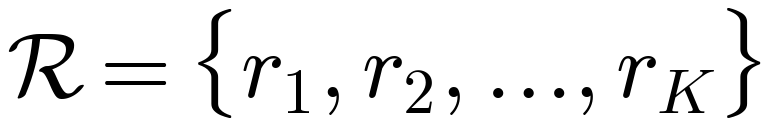 ℛ = {r₁, r₂, ..., r_K}